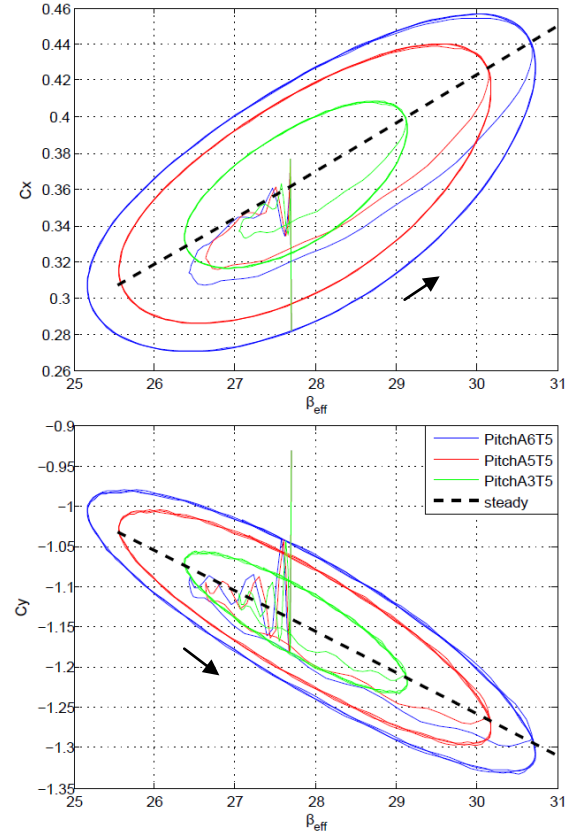 0.46
0.44
0.42
0.4
0.38
0.36
0.34
0.32
0.3
0.28
0.26
Cx
25 26 27 28 29 30 31
βeff
−0.9
−0.95
−1
−1.05
−1.1
−1.15
−1.2
−1.25
−1.3
−1.35
Cy
PitchA6T5
PitchA5T5
PitchA3T5
steady
25 26 27 28 29 30 31
βeff